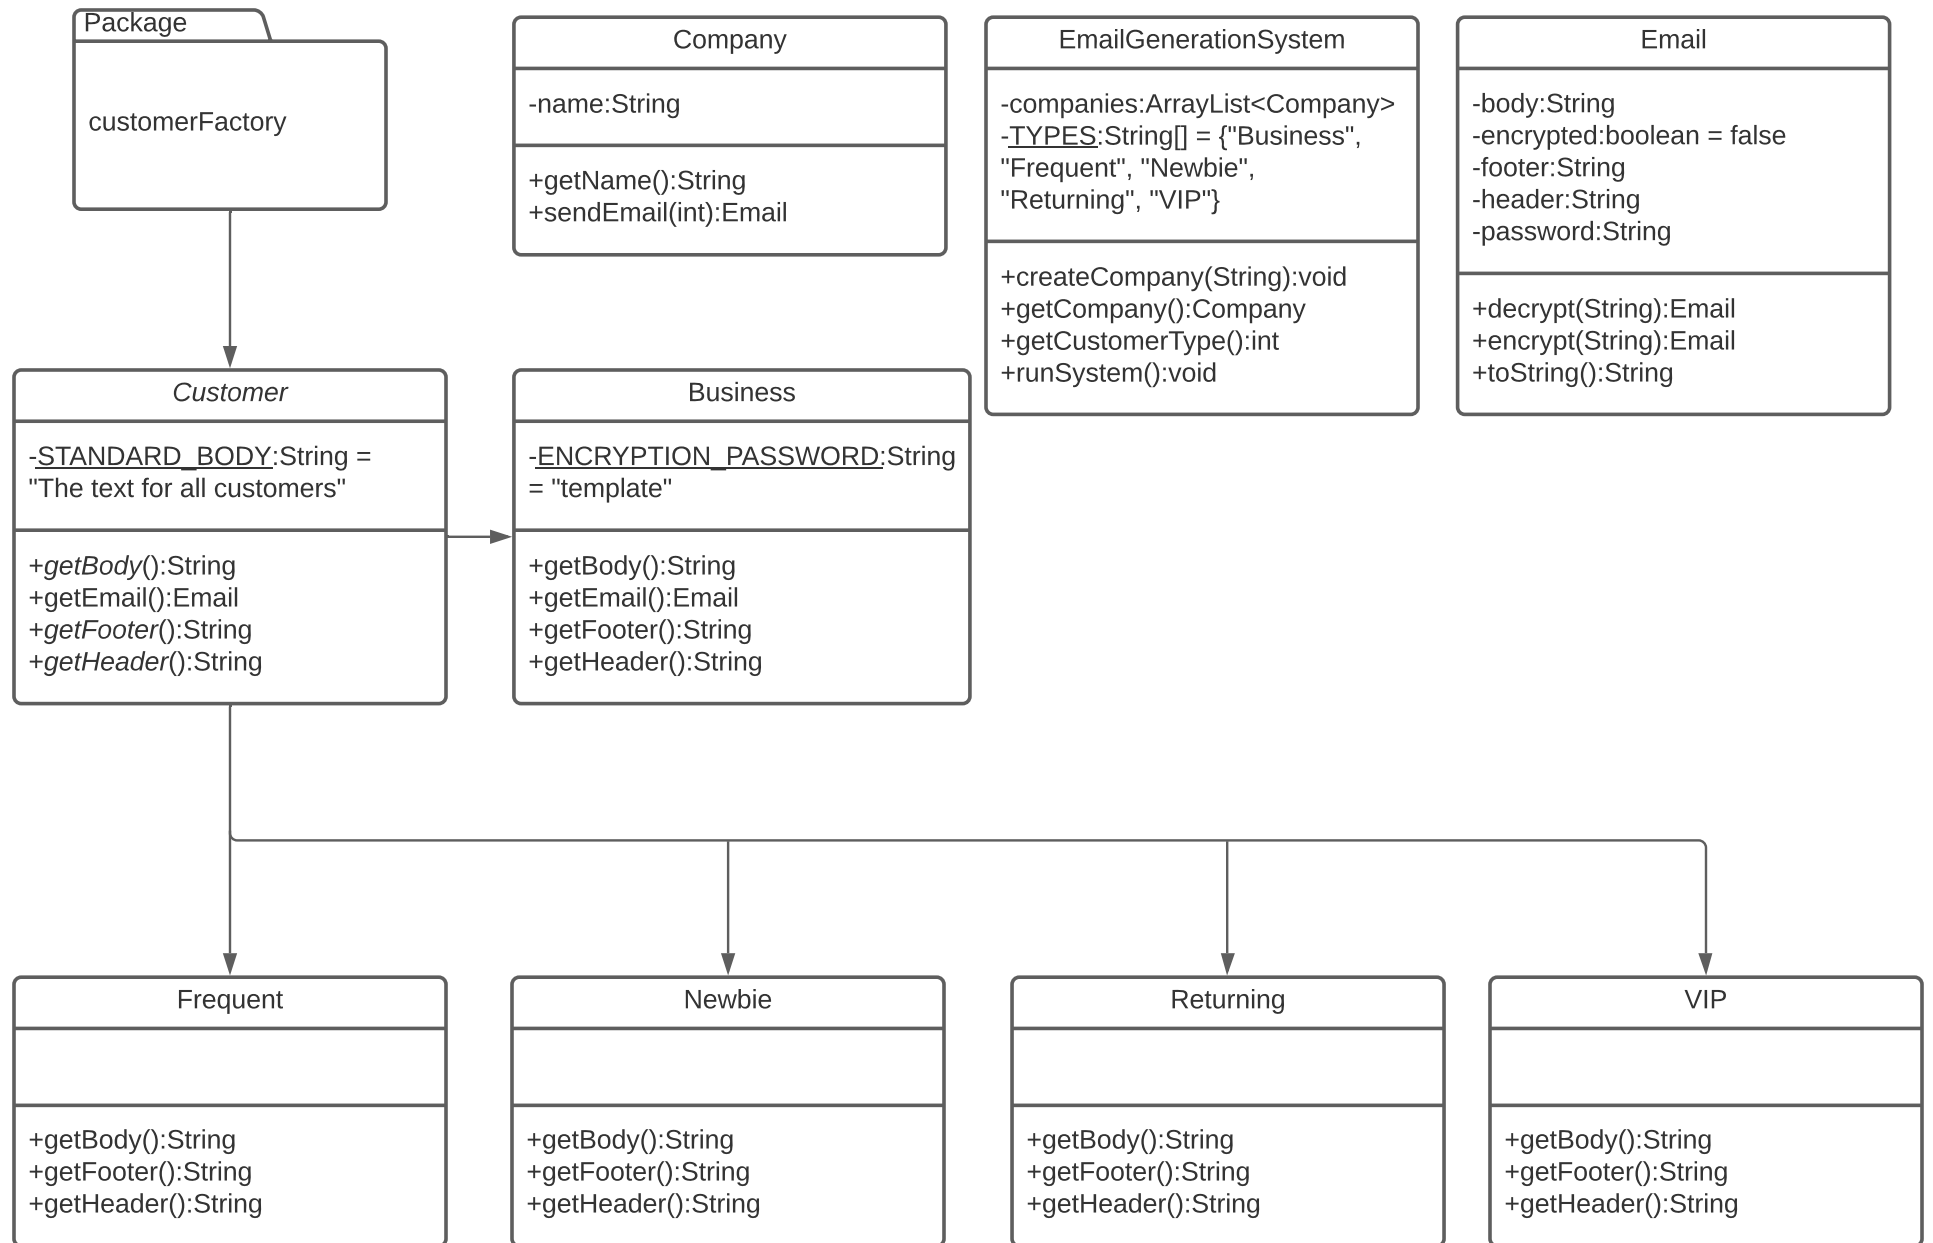 Package
customerFactory
Company
-name:String
+getName():String
+sendEmail(int):Email
EmailGenerationSystem
-companies:ArrayList<Company>
-TYPES:String[] = {"Business",
"Frequent", "Newbie",
"Returning", "VIP"}
+createCompany(String):void
+getCompany():Company
+getCustomerType():int
+runSystem():void
Email
-body:String
-encrypted:boolean = false
-footer:String
-header:String
-password:String
+decrypt(String):Email
+encrypt(String):Email
+toString():String
Customer
-STANDARD_BODY:String =
"The text for all customers"
+getBody():String
+getEmail():Email
+getFooter():String
+getHeader():String
Business
-ENCRYPTION_PASSWORD:String
= "template"
+getBody():String
+getEmail():Email
+getFooter():String
+getHeader():String
Frequent
+getBody():String
+getFooter():String
+getHeader():String
Newbie
+getBody():String
+getFooter():String
+getHeader():String
Returning
+getBody():String
+getFooter():String
+getHeader():String
VIP
+getBody():String
+getFooter():String
+getHeader():String